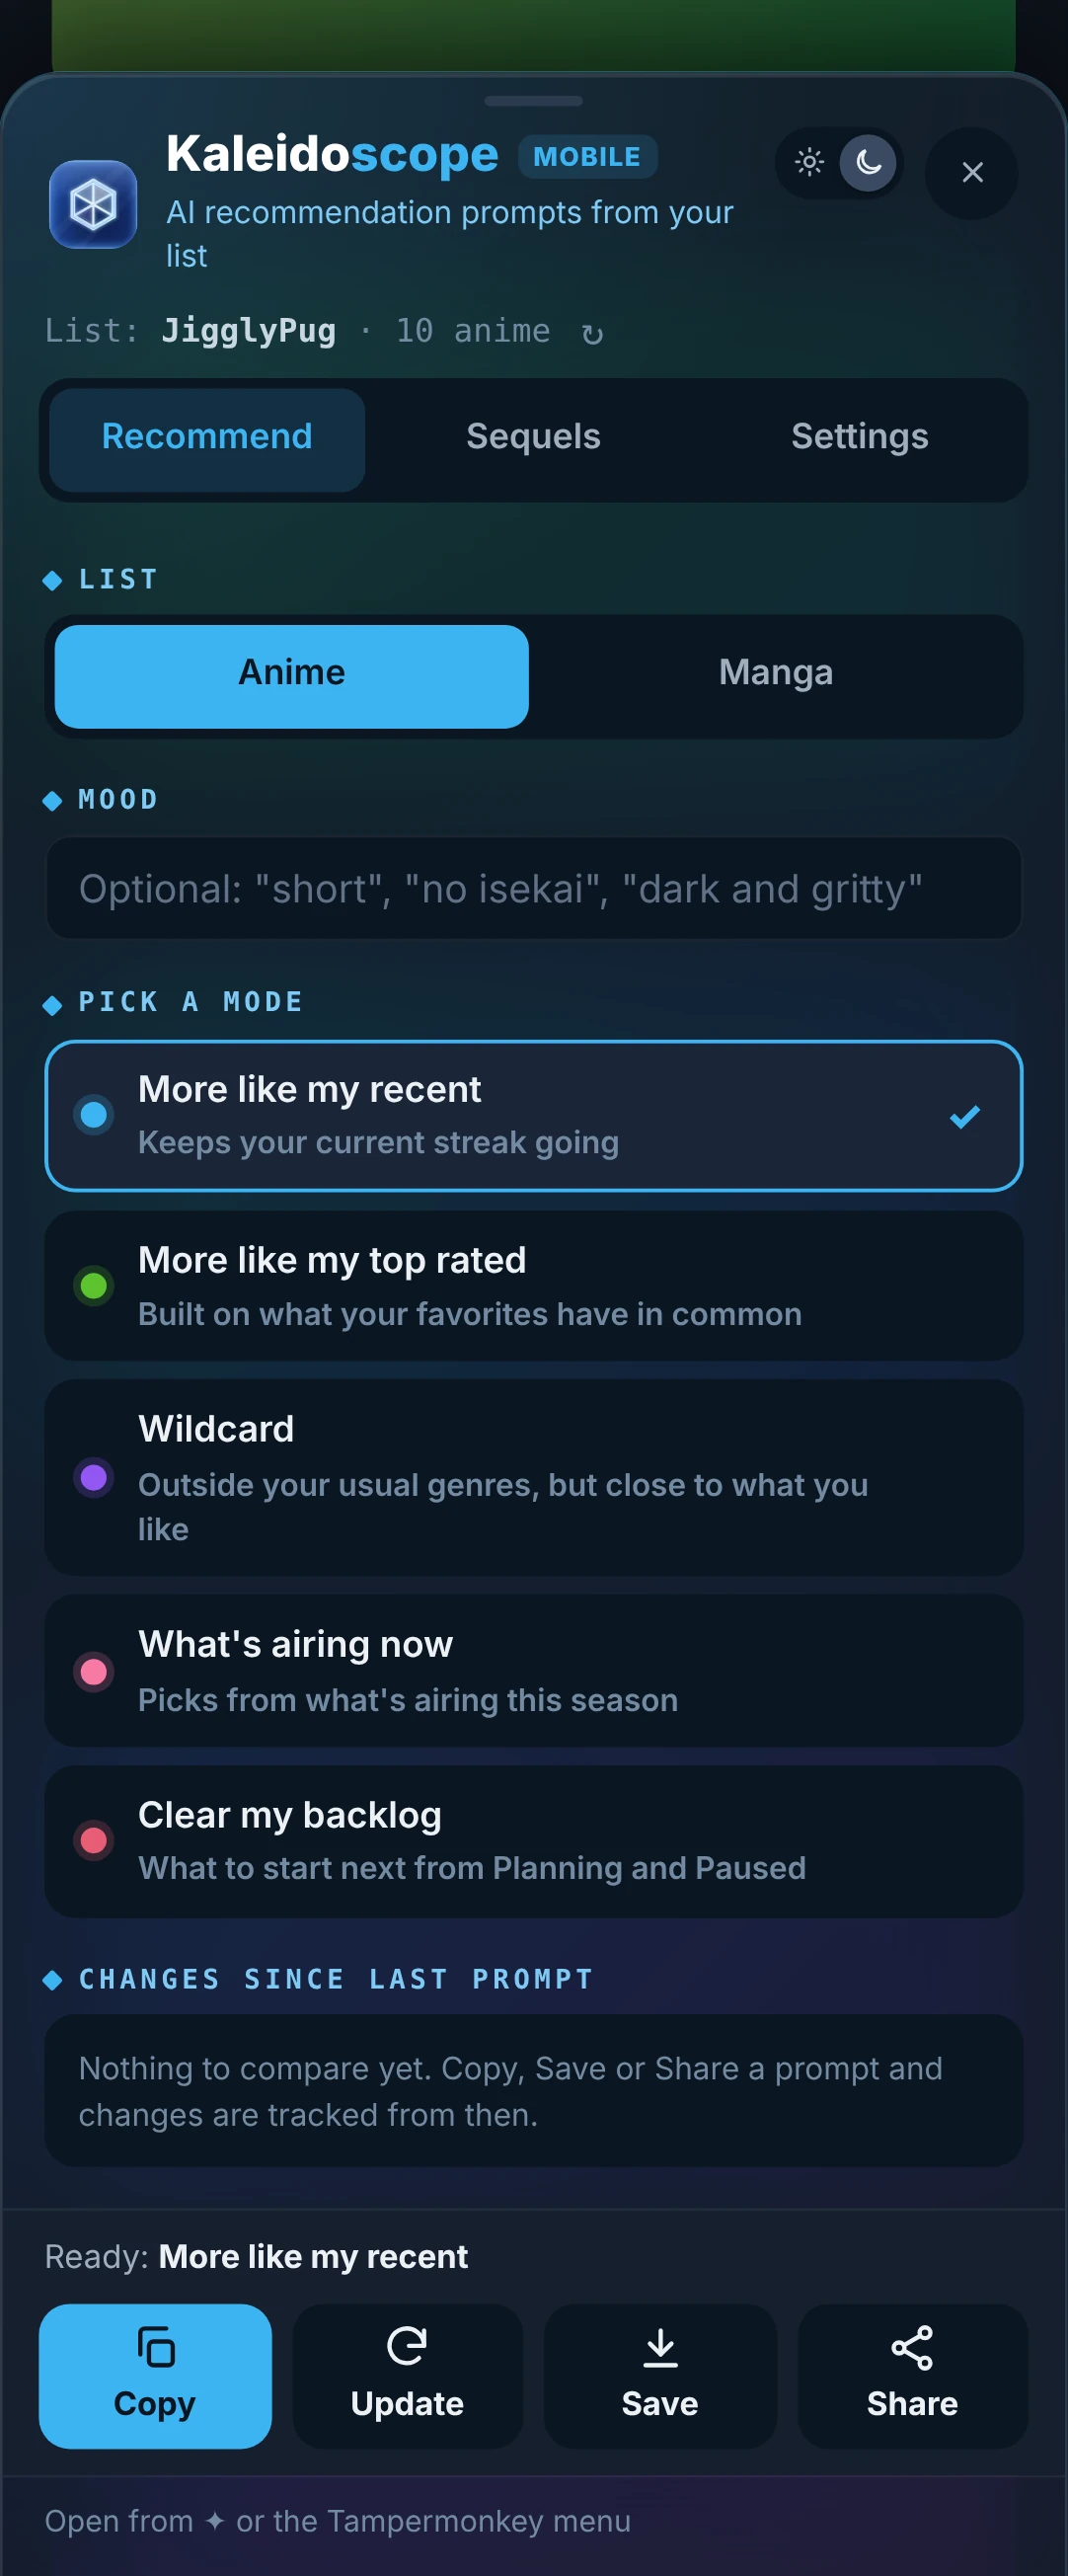 Kaleidoscope MOBILE
AI recommendation prompts from your
list
List: JigglyPug · 10 anime ↻
Recommend Sequels Settings
LIST
Anime Manga
MOOD
Optional: "short", "no isekai", "dark and gritty"
PICK A MODE
More like my recent
Keeps your current streak going
More like my top rated
Built on what your favorites have in common
Wildcard
Outside your usual genres, but close to what you
like
What's airing now
Picks from what's airing this season
Clear my backlog
What to start next from Planning and Paused
CHANGES SINCE LAST PROMPT
Nothing to compare yet. Copy, Save or Share a prompt and
changes are tracked from then.
Ready: More like my recent
Copy Update Save Share
Open from ✦ or the Tampermonkey menu